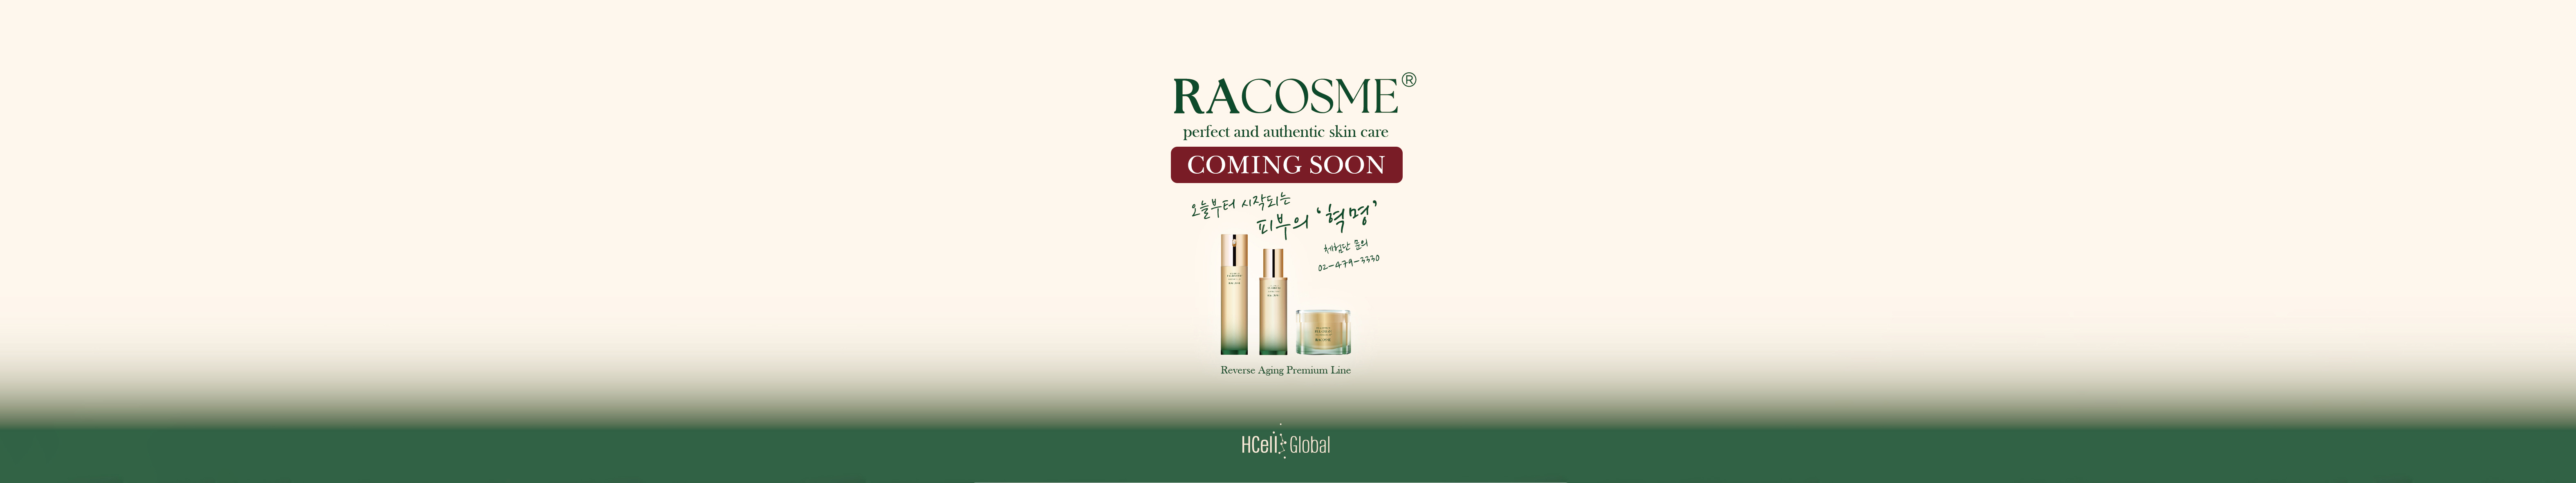 RACOSME®
perfect and authentic skin care
COMING SOON
오늘부터 시작되는
피부의 '혁명'
체험단 문의
02-479-3330
Reverse Aging Premium Line
HCell Global